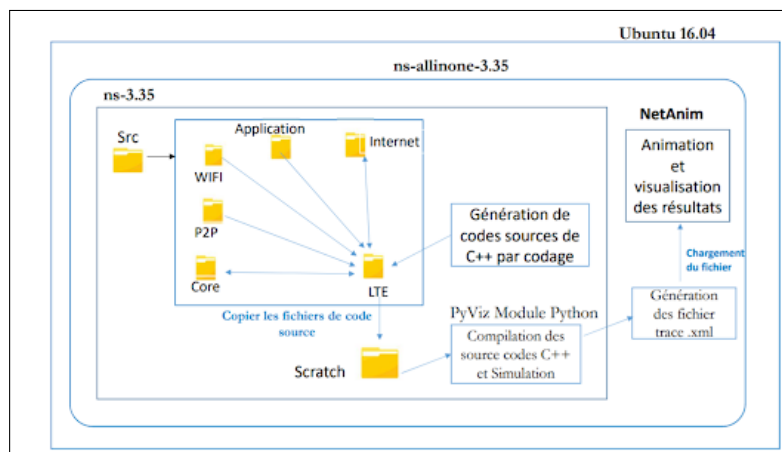 Ubuntu 16.04
ns-allinone-3.35
ns-3.35
NetAnim
Src
Application
Internet
WIFI
P2P
Core
LTE
Génération de
codes sources de
C++ par codage
Animation
et
visualisation
des résultats
Chargement
du fichier
Copier les fichiers de code
source
PyViz Module Python
Génération
des fichier
trace .xml
Scratch
Compilation des
source codes C++
et Simulation